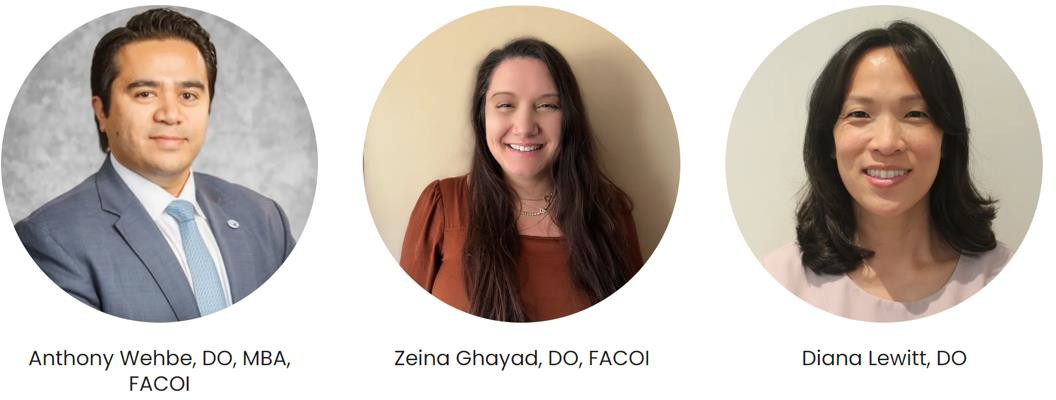 Anthony Wehbe, DO, MBA,
FACOI
Zeina Ghayad, DO, FACOI
Diana Lewitt, DO